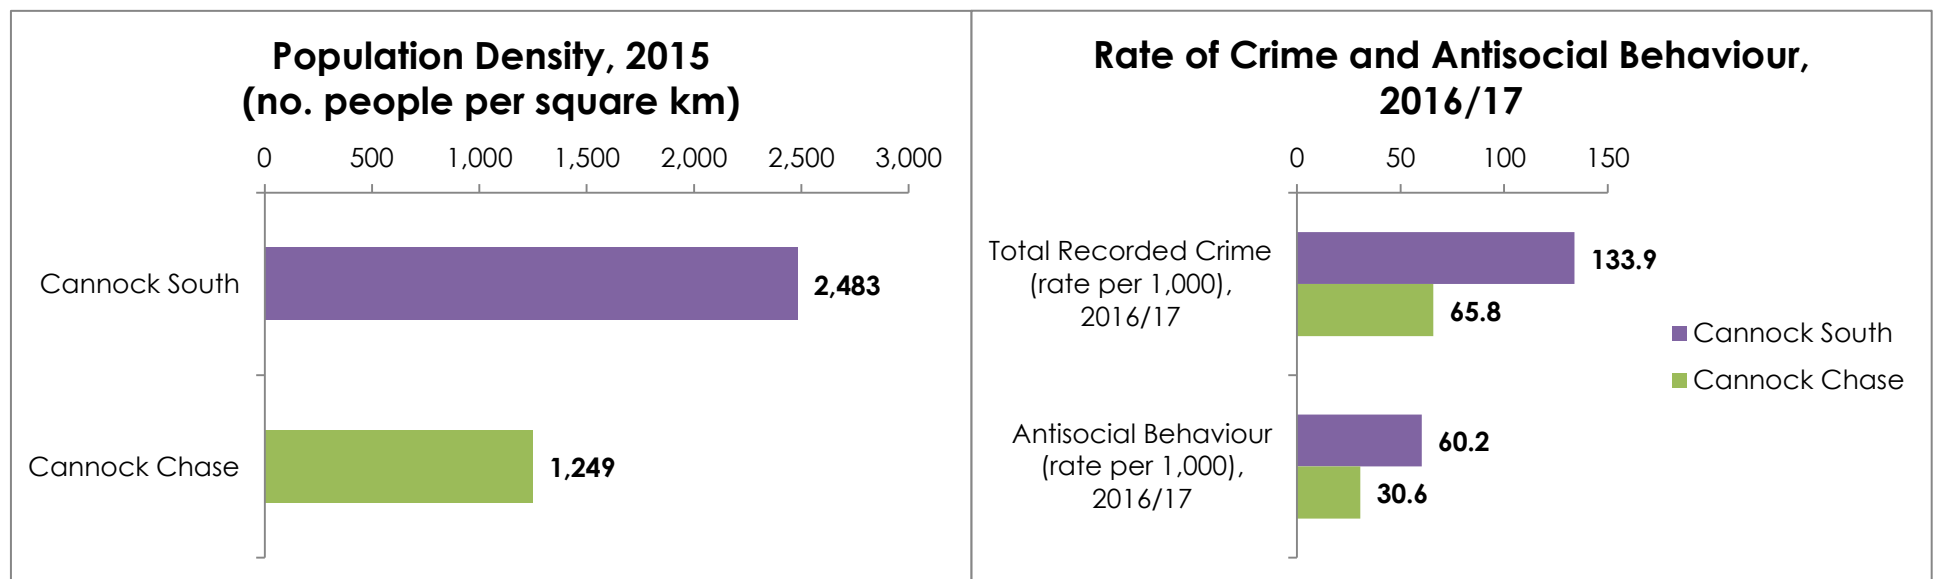 Population Density, 2015
(no. people per square km)
0 500 1,000 1,500 2,000 2,500 3,000
Cannock South
2,483
Cannock Chase
1,249
Rate of Crime and Antisocial Behaviour,
2016/17
0 50 100 150
Total Recorded Crime
(rate per 1,000),
2016/17
133.9
65.8
Antisocial Behaviour
(rate per 1,000),
2016/17
60.2
30.6
Cannock South
Cannock Chase